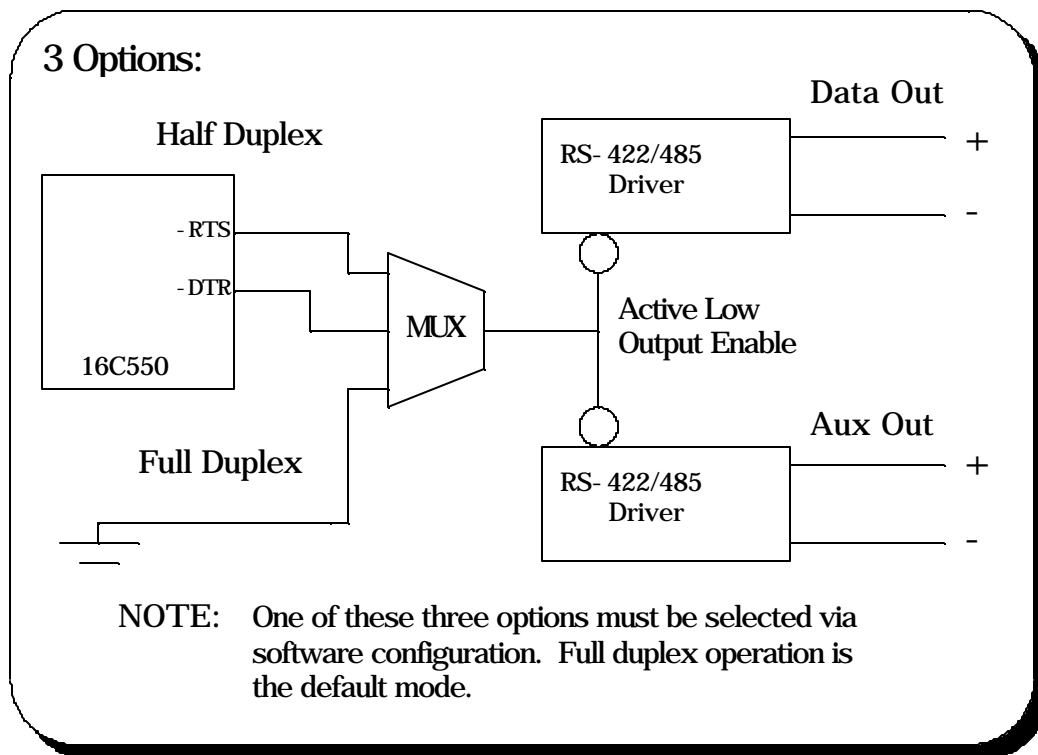 3 Options:
Data Out
Half Duplex
RS-422/485
Driver
+
-
-RTS
-DTR
MUX
16C550
Active Low
Output Enable
Aux Out
Full Duplex
RS-422/485
Driver
+
-
NOTE: One of these three options must be selected via
software configuration. Full duplex operation is
the default mode.